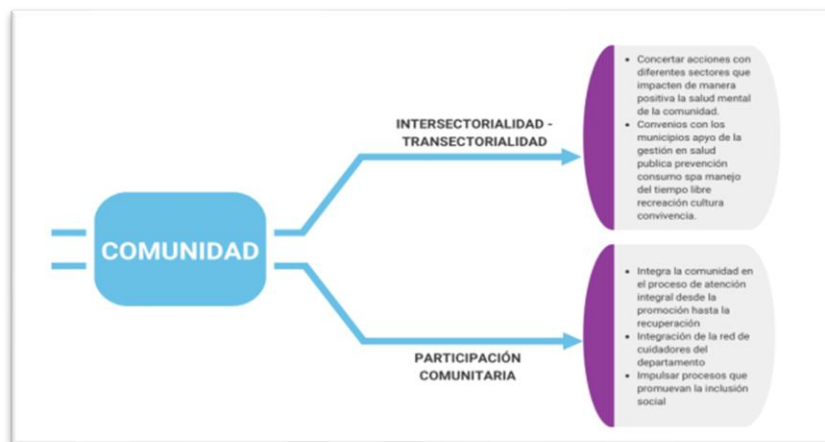 COMUNIDAD
INTERSECTORIALIDAD -
TRANSECTORIALIDAD
• Concertar acciones con
diferentes sectores que
impacten de manera
positiva la salud mental
de la comunidad.
• Convenios con los
municipios apyo de la
gestión en salud
publica prevención
consumo spa manejo
del tiempo libre
recreación cultura
convivencia.
PARTICIPACIÓN
COMUNITARIA
• Integra la comunidad en
el proceso de atención
integral desde la
promoción hasta la
recuperación
• Integración de la red de
cuidadores del
departamento
• Impulsar procesos que
promuevan la inclusión
social